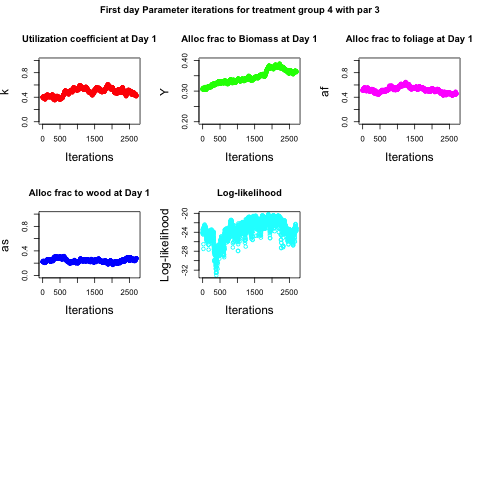 First day Parameter iterations for treatment group 4 with par 3
Utilization coefficient at Day 1
k
0.0 0.4 0.8
0 500 1500 2500
Iterations
Alloc frac to Biomass at Day 1
Y
0.20 0.30 0.40
0 500 1500 2500
Iterations
Alloc frac to foliage at Day 1
af
0.0 0.4 0.8
0 500 1500 2500
Iterations
Alloc frac to wood at Day 1
as
0.0 0.4 0.8
0 500 1500 2500
Iterations
Log-likelihood
Log-likelihood
-32 -28 -24 -20
0 500 1500 2500
Iterations